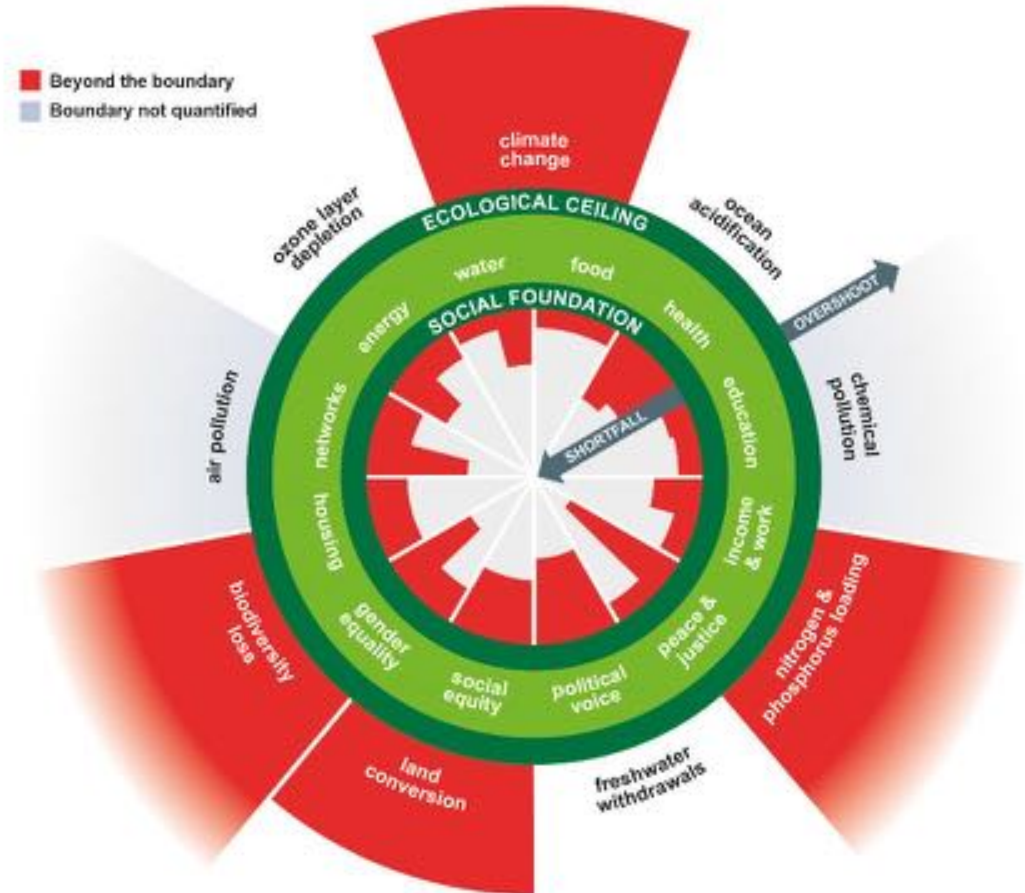 Beyond the boundary
Boundary not quantified
climate
change
ozone layer
depletion
ocean
acidification
ECOLOGICAL CEILING
water
food
energy
SOCIAL FOUNDATION
health
OVERSHOOT
air pollution
networks
SHORTFALL
education
chemical
pollution
housing
income
& work
biodiversity
loss
gender
equality
peace &
justice
nitrogen &
phosphorus loading
social
equity
political
voice
land
conversion
freshwater
withdrawals